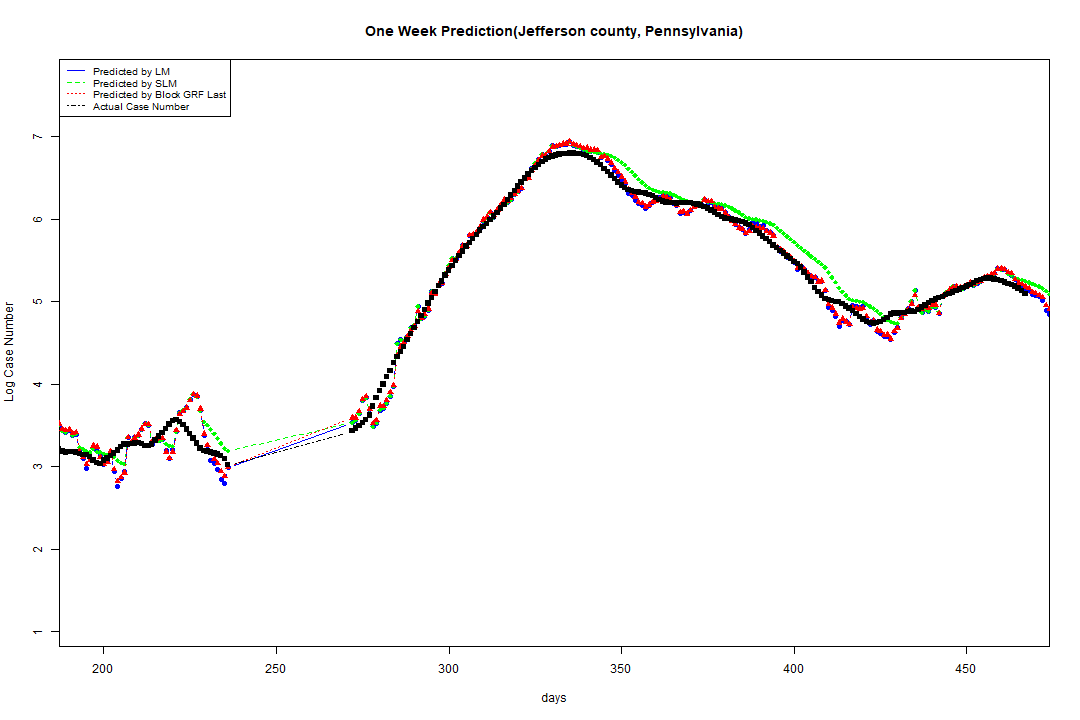 One Week Prediction(Jefferson county, Pennsylvania)
Predicted by LM
Predicted by SLM
Predicted by Block GRF Last
Actual Case Number
7
6
5
4
3
2
1
Log Case Number
200 250 300 350 400 450
days